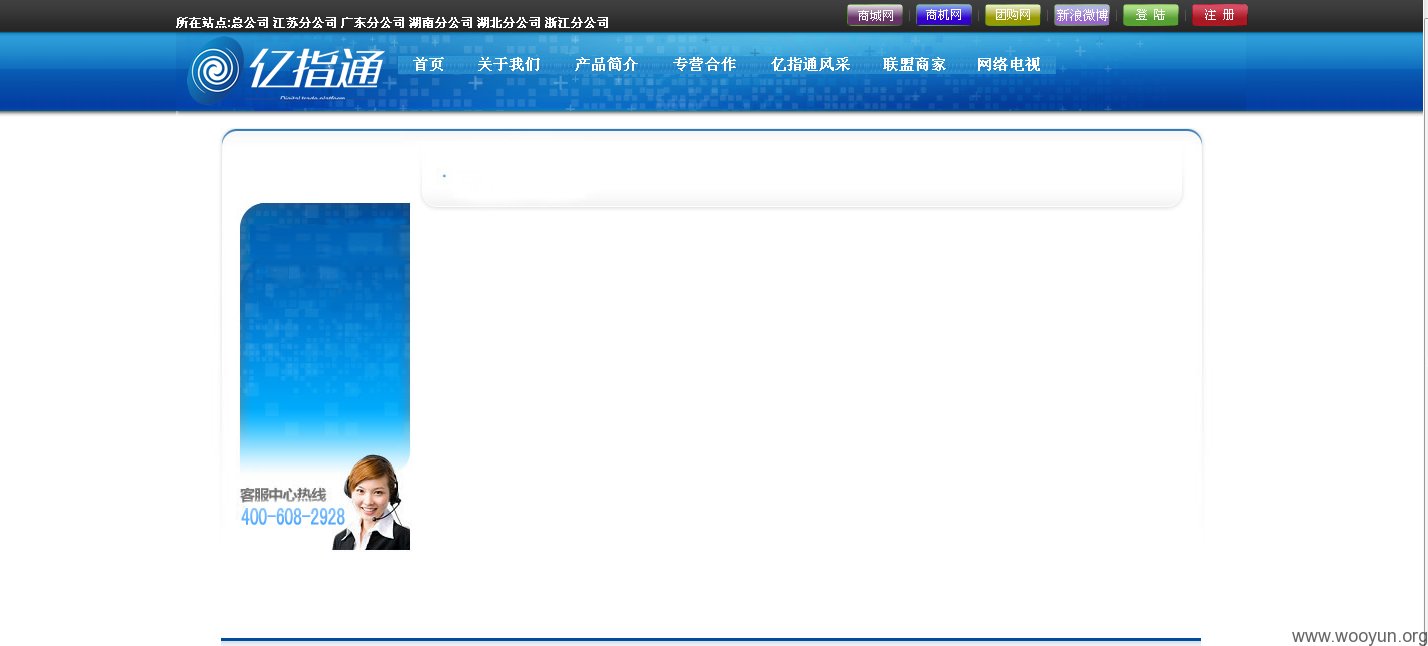 所在站点:总公司 江苏分公司 广东分公司 湖南分公司 湖北分公司 浙江分公司
商城网 | 商机网 | 团购网 | 新浪微博 | 登 陆 | 注 册
亿指通
Digital trade platform
首页 关于我们 产品简介 专营合作 亿指通风采 联盟商家 网络电视
客服中心热线
400-608-2928
www.wooyun.org